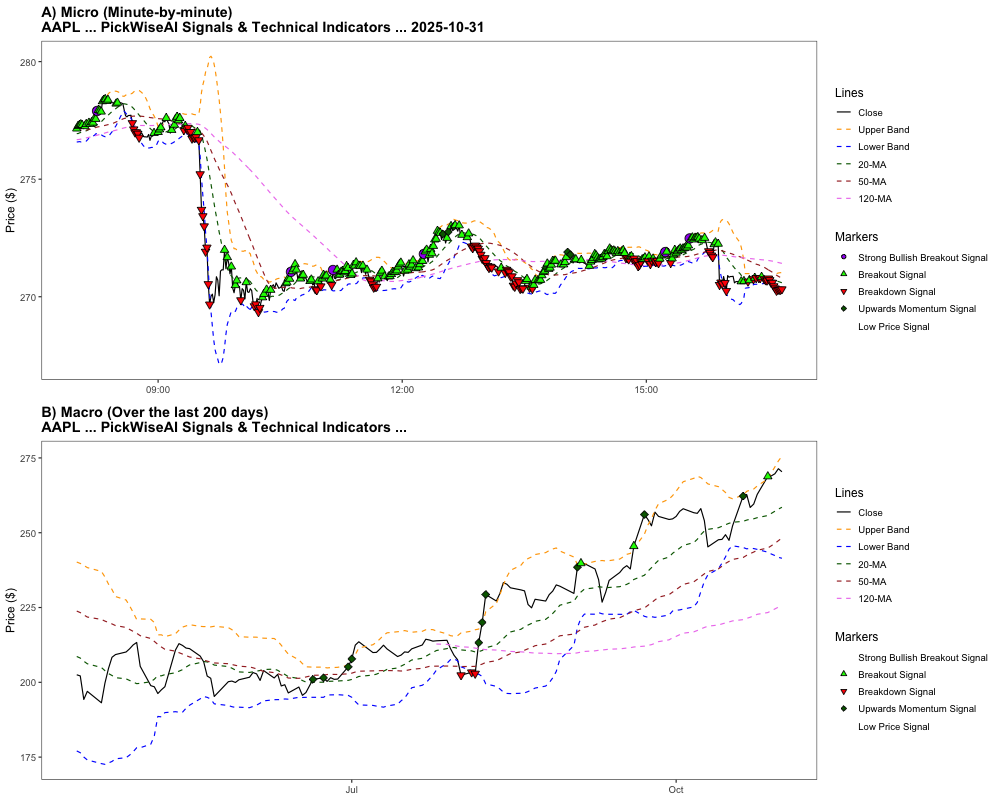 A) Micro (Minute-by-minute)
AAPL ... PickWiseAI Signals & Technical Indicators ... 2025-10-31
Price ($)
280
275
270
09:00
12:00
15:00
Lines
Close
Upper Band
Lower Band
20-MA
50-MA
120-MA
Markers
Strong Bullish Breakout Signal
Breakout Signal
Breakdown Signal
Upwards Momentum Signal
Low Price Signal
B) Macro (Over the last 200 days)
AAPL ... PickWiseAI Signals & Technical Indicators ...
Price ($)
275
250
225
200
175
Jul
Oct
Lines
Close
Upper Band
Lower Band
20-MA
50-MA
120-MA
Markers
Strong Bullish Breakout Signal
Breakout Signal
Breakdown Signal
Upwards Momentum Signal
Low Price Signal